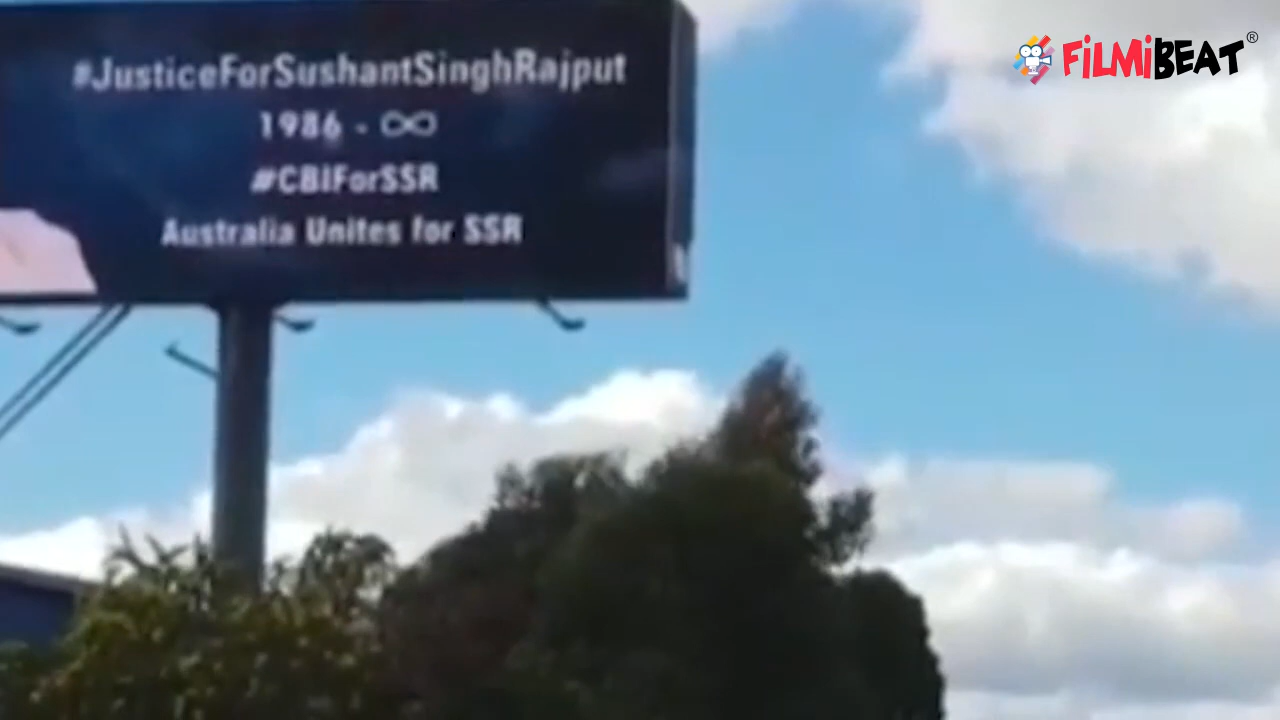 #JusticeForSushantSinghRajput
1986 - ∞
#CBIForSSR
Australia Unites for SSR
FILMIBEAT®